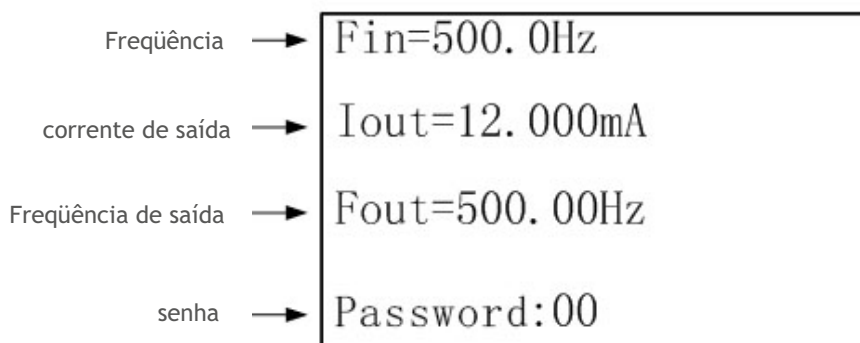 Freqüência Fin=500.0Hz
corrente de saída Iout=12.000mA
Freqüência de saída Fout=500.00Hz
senha Password:00